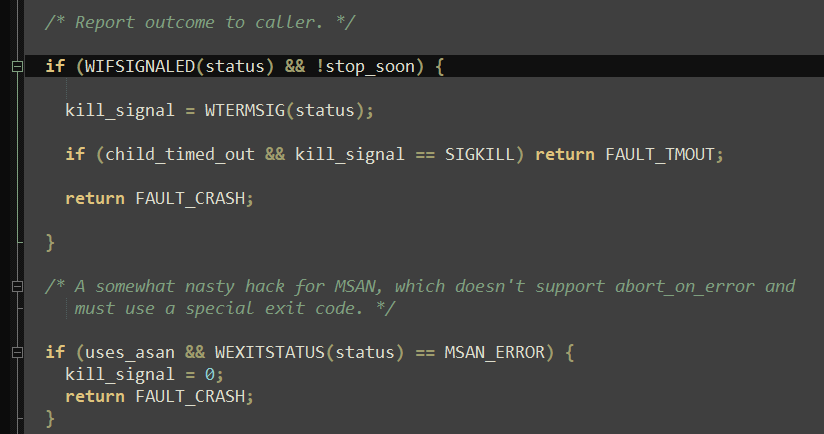 /* Report outcome to caller. */
if (WIFSIGNALED(status) && !stop_soon) {
kill_signal = WTERMSIG(status);
if (child_timed_out && kill_signal == SIGKILL) return FAULT_TMOUT;
return FAULT_CRASH;
}
/* A somewhat nasty hack for MSAN, which doesn't support abort_on_error and
must use a special exit code. */
if (uses_asan && WEXITSTATUS(status) == MSAN_ERROR) {
kill_signal = 0;
return FAULT_CRASH;
}